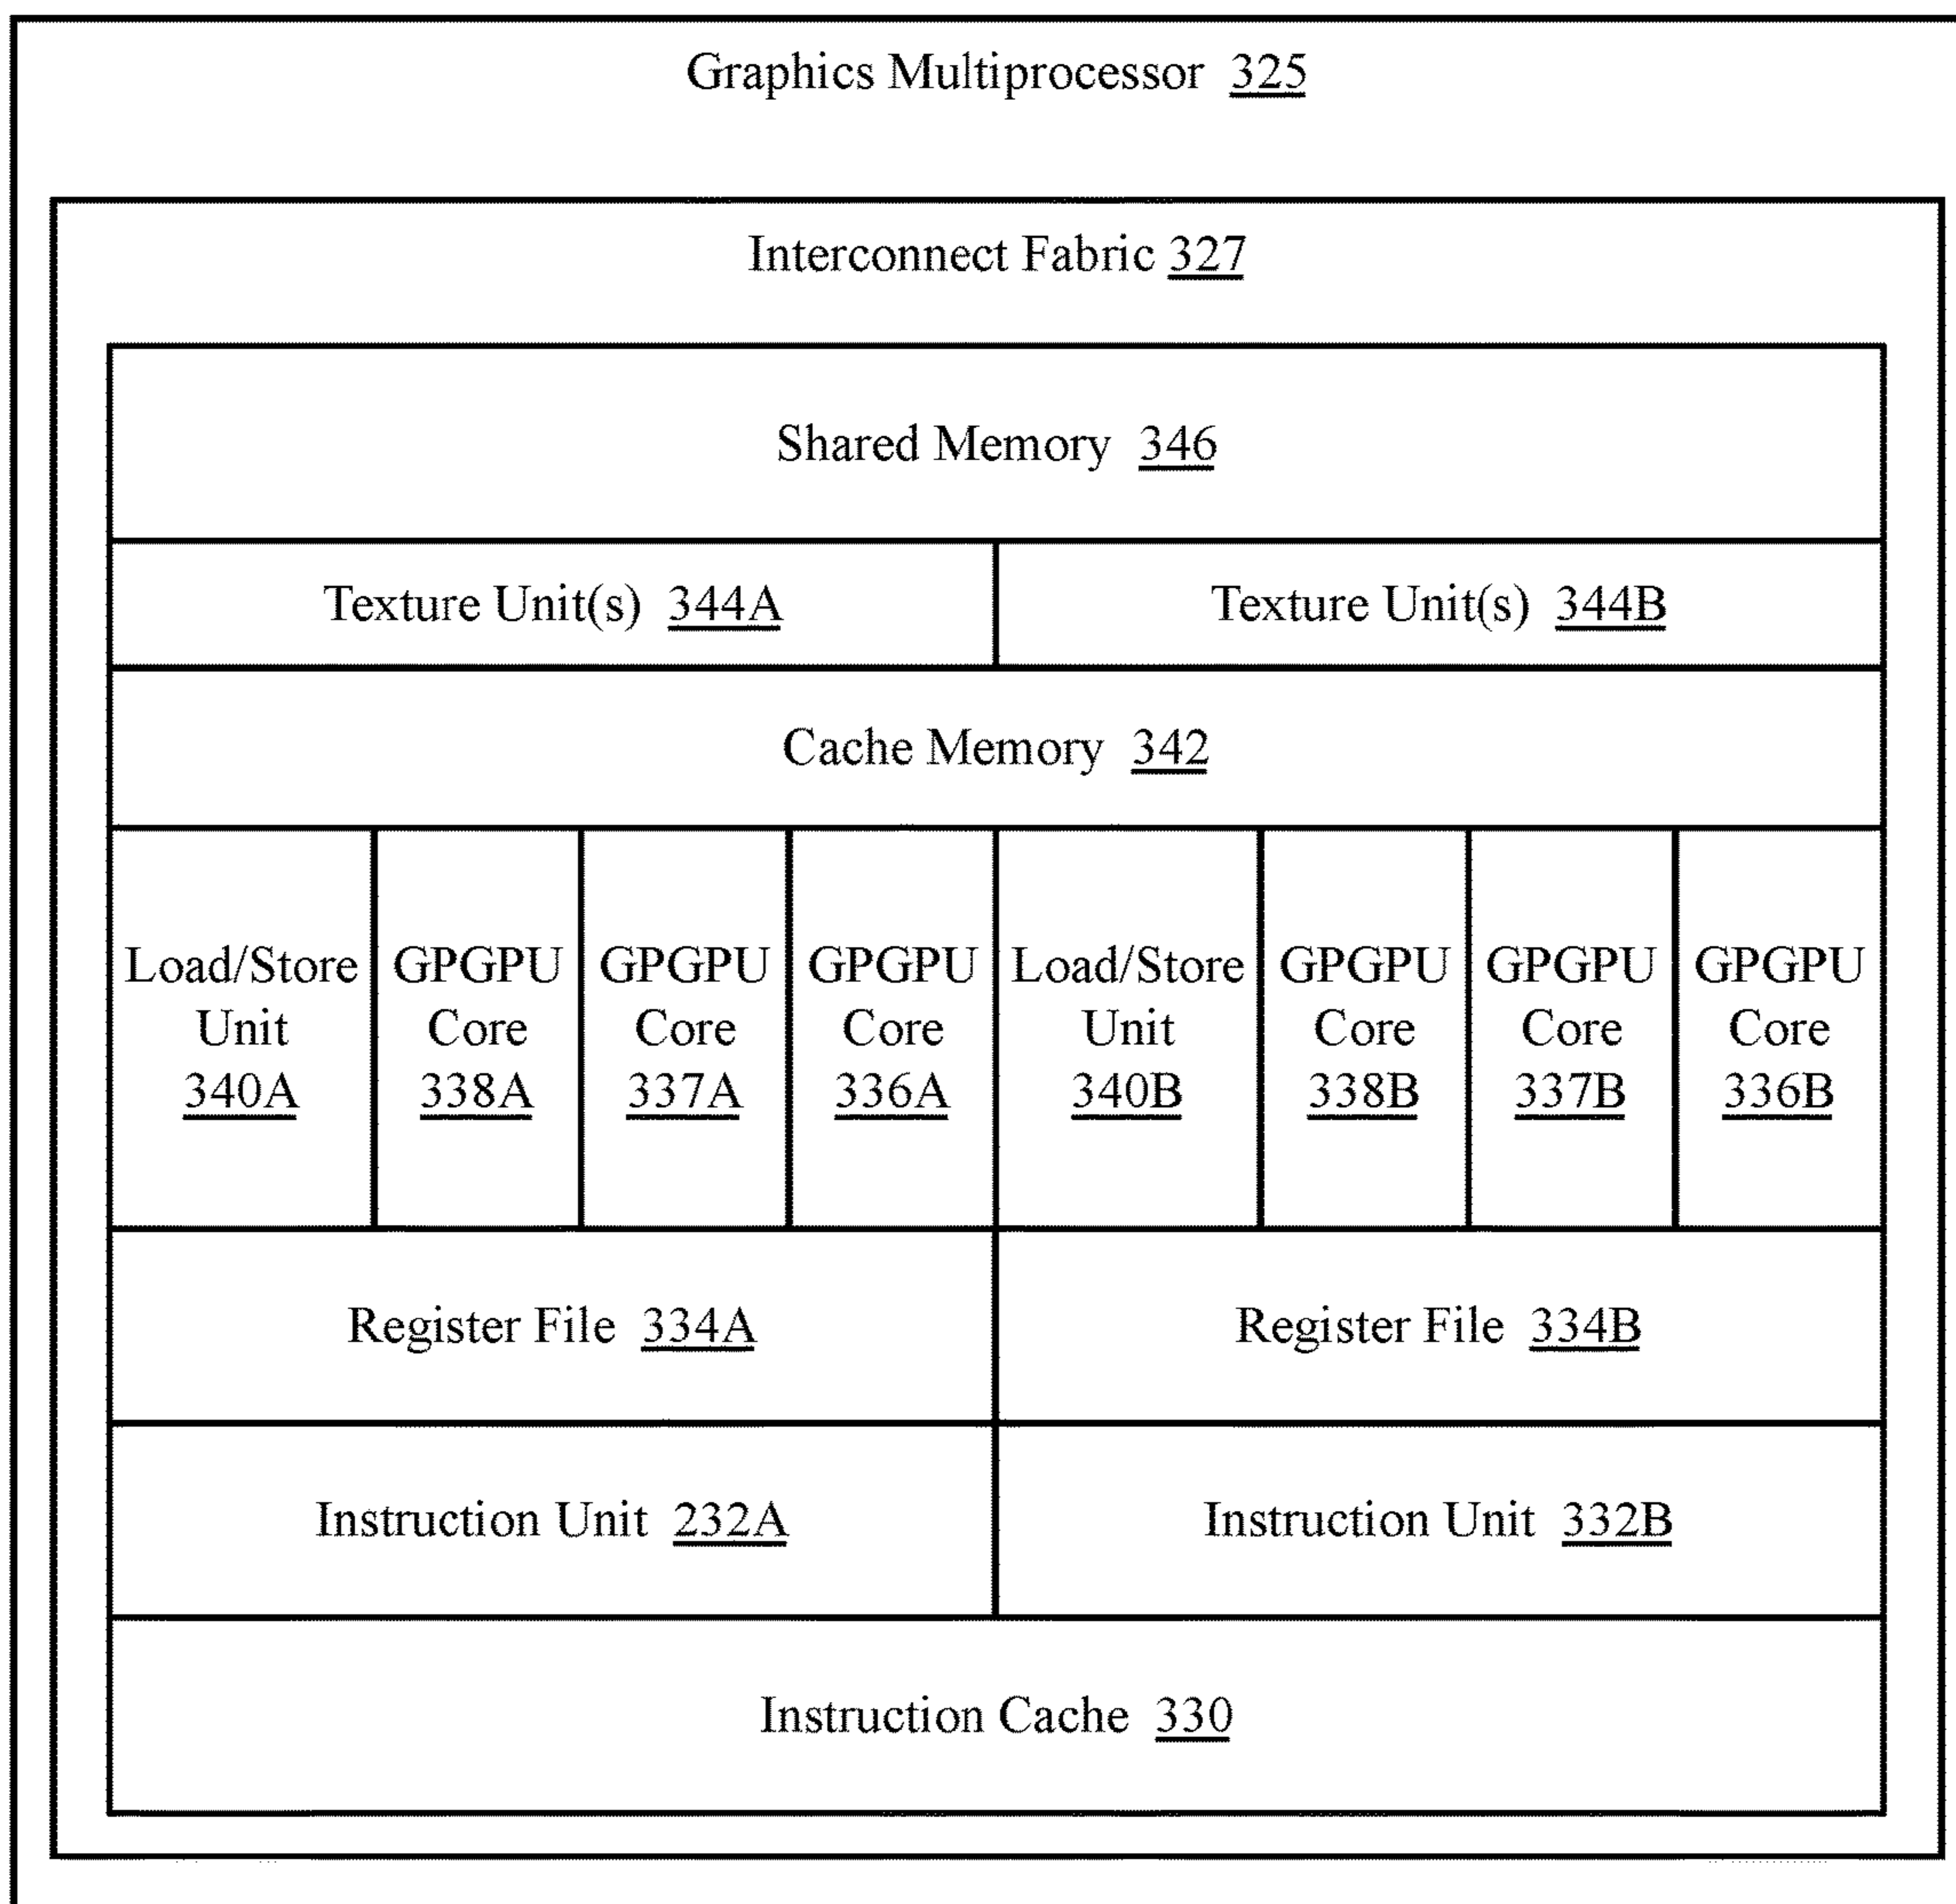 Graphics Multiprocessor 325
Interconnect Fabric 327
Shared Memory 346
Texture Unit(s) 344A
Texture Unit(s) 344B
Cache Memory 342
Load/Store
Unit
340A
GPGPU
Core
338A
GPGPU
Core
337A
GPGPU
Core
336A
Load/Store
Unit
340B
GPGPU
Core
338B
GPGPU
Core
337B
GPGPU
Core
336B
Register File 334A
Register File 334B
Instruction Unit 232A
Instruction Unit 332B
Instruction Cache 330